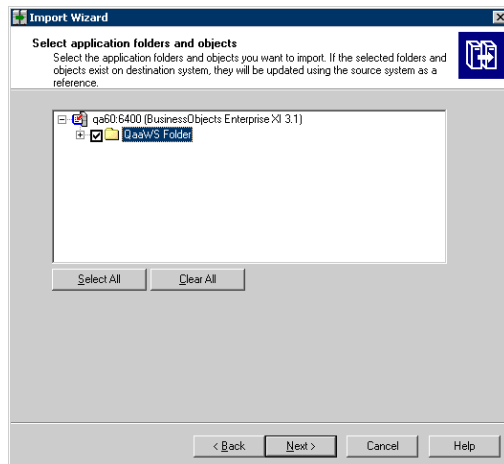 Import Wizard
Select application folders and objects
Select the application folders and objects you want to import. If the selected folders and
objects exist on destination system, they will be updated using the source system as a
reference.
qa60:6400 (BusinessObjects Enterprise XI 3.1)
QaaWS Folder
Select All
Clear All
< Back
Next >
Cancel
Help